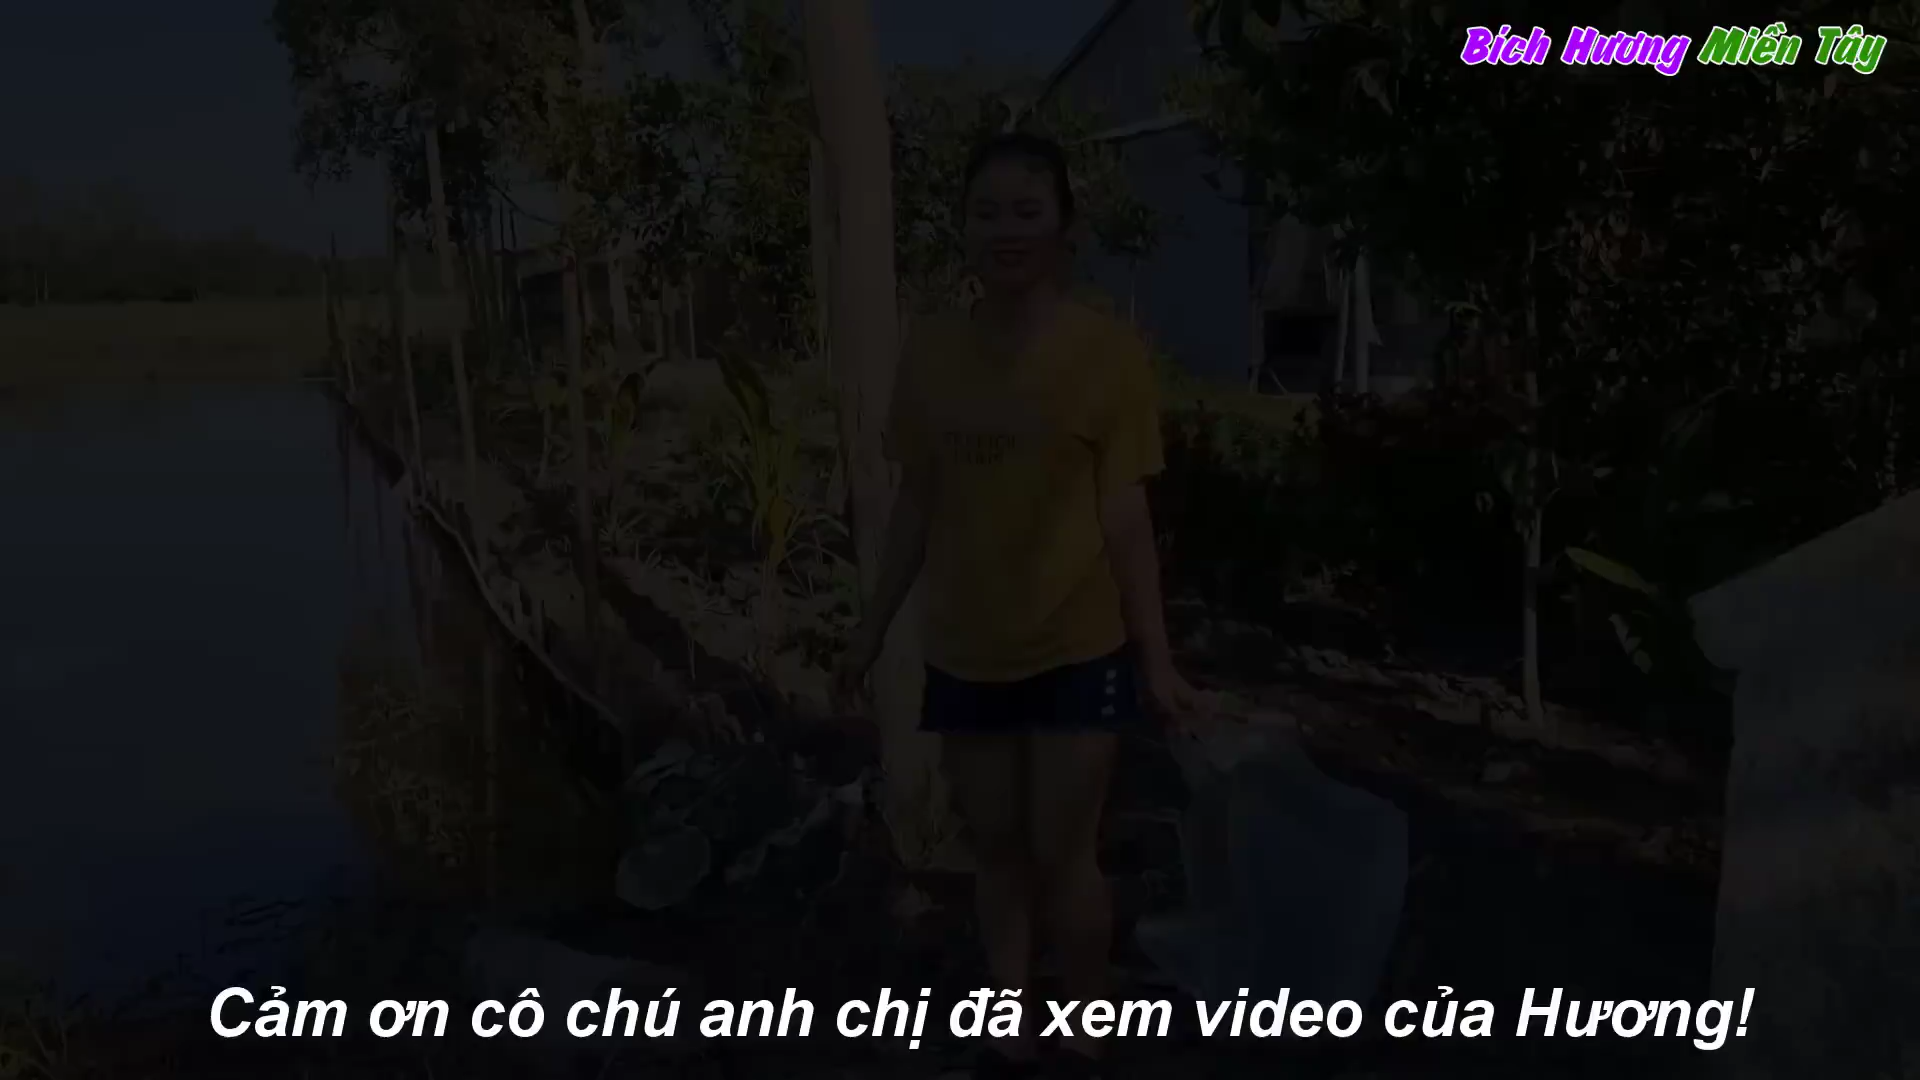 Bích Hương Miền Tây
Cảm ơn cô chú anh chị đã xem video của Hương!